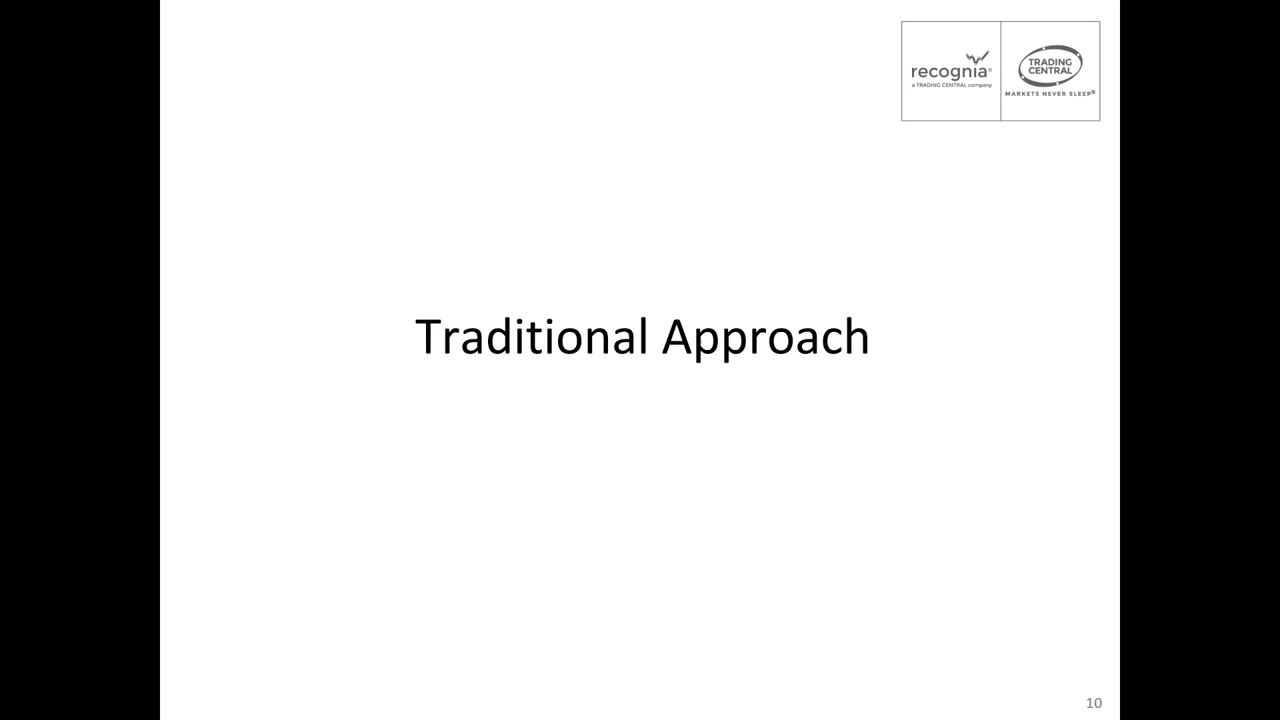 recognia®
a TRADING CENTRAL company
TRADING
CENTRAL
MARKETS NEVER SLEEP®
Traditional Approach
10